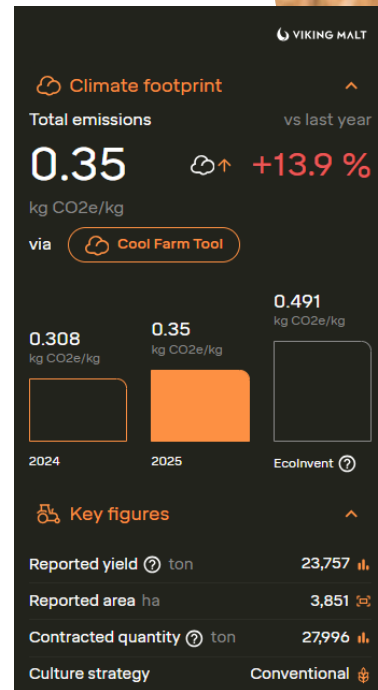 VIKING MALT
Climate footprint
Total emissions vs last year
0.35 +13.9 %
kg CO2e/kg
via Cool Farm Tool
0.491
kg CO2e/kg
0.308 0.35
kg CO2e/kg kg CO2e/kg
2024 2025 EcoInvent ?
Key figures
Reported yield ? ton 23,757
Reported area ha 3,851
Contracted quantity ? ton 27,996
Culture strategy Conventional